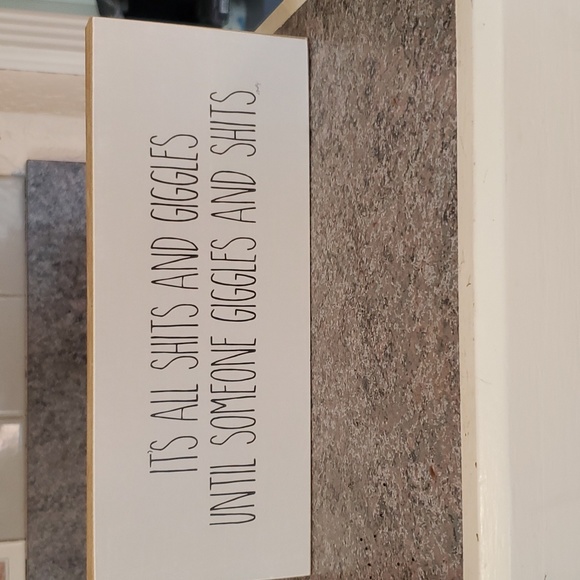 IT'S ALL SHITS AND GIGGLES
UNTIL SOMEONE GIGGLES AND SHITS.